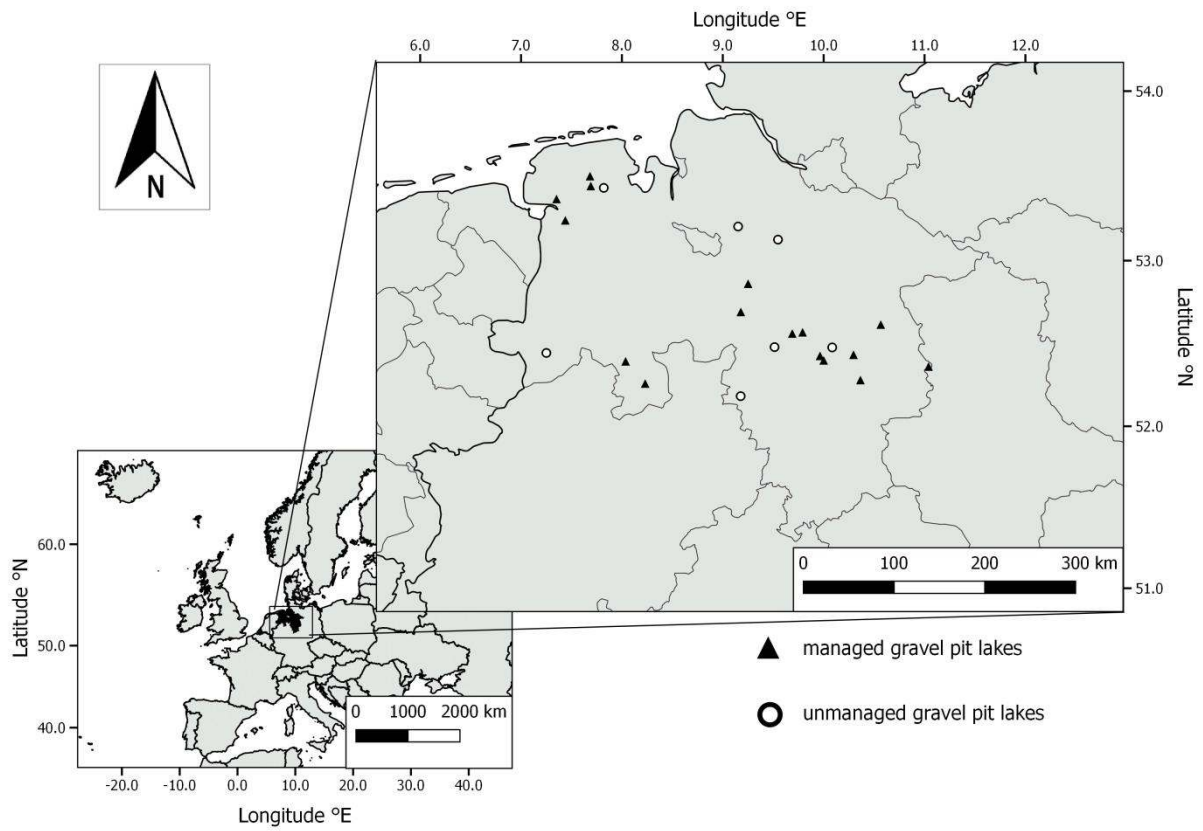 Longitude °E
6.0 7.0 8.0 9.0 10.0 11.0 12.0
N
54.0
53.0
Latitude °N
52.0
51.0
0 100 200 300 km
60.0
50.0
40.0
Latitude °N
0 1000 2000 km
-20.0 -10.0 0.0 10.0 20.0 30.0 40.0
Longitude °E
managed gravel pit lakes
unmanaged gravel pit lakes